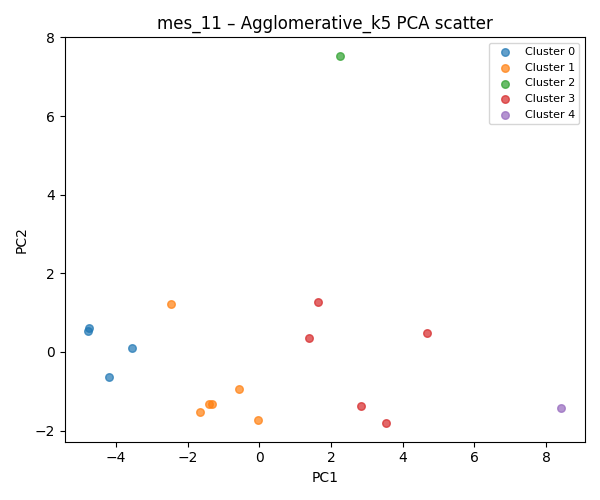 mes_11 – Agglomerative_k5 PCA scatter
8
6
4
2
0
−2
PC2
−4
−2
0
2
4
6
8
PC1
Cluster 0
Cluster 1
Cluster 2
Cluster 3
Cluster 4